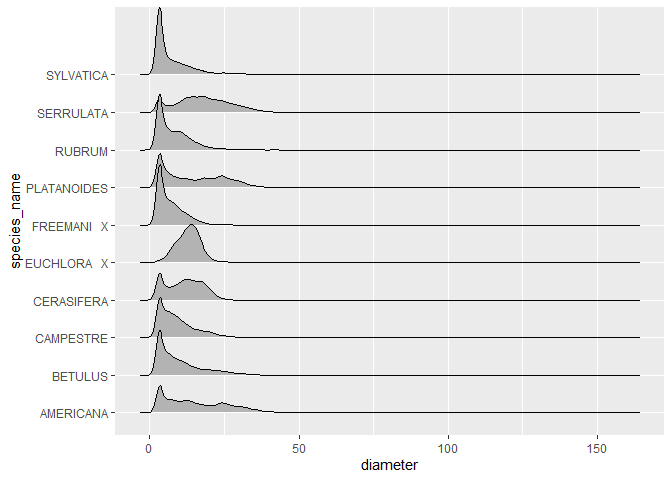 SYLVATICA
SERRULATA
RUBRUM
PLATANOIDES
FREEMANI X
EUCHLORA X
CERASIFERA
CAMPESTRE
BETULUS
AMERICANA
species_name
0 50 100 150
diameter